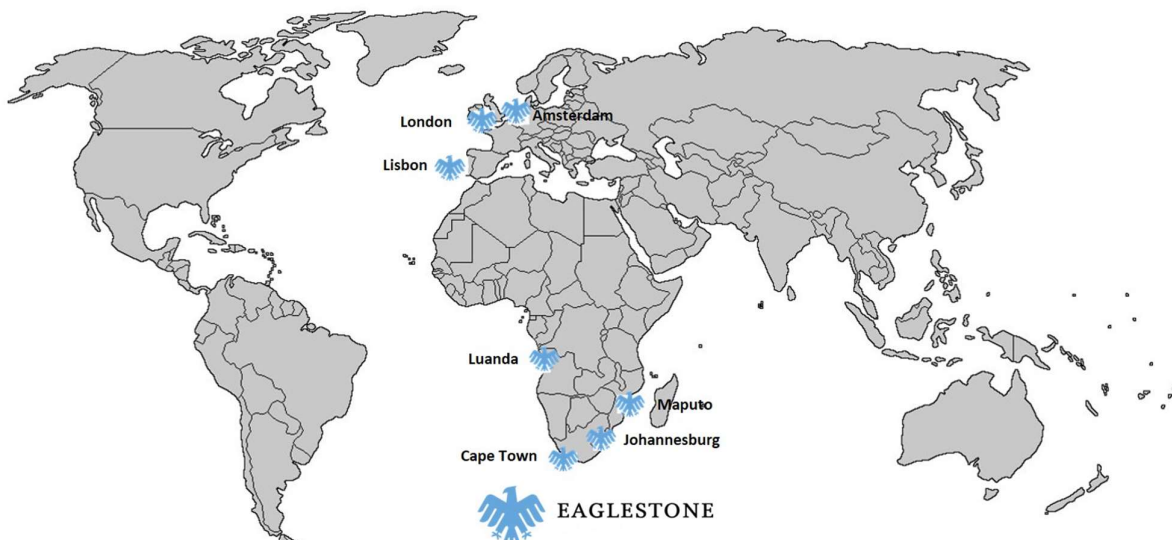 London
Amsterdam
Lisbon
Luanda
Maputo
Johannesburg
Cape Town
EAGLESTONE